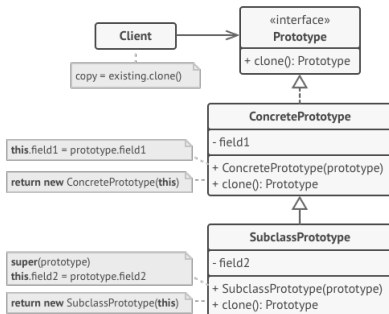 «interface»
Prototype
Client
+ clone(): Prototype
copy = existing.clone()
ConcretePrototype
- field1
this.field1 = prototype.field1
+ ConcretePrototype(prototype)
return new ConcretePrototype(this)
+ clone(): Prototype
SubclassPrototype
- field2
super(prototype)
this.field2 = prototype.field2
+ SubclassPrototype(prototype)
return new SubclassPrototype(this)
+ clone(): Prototype